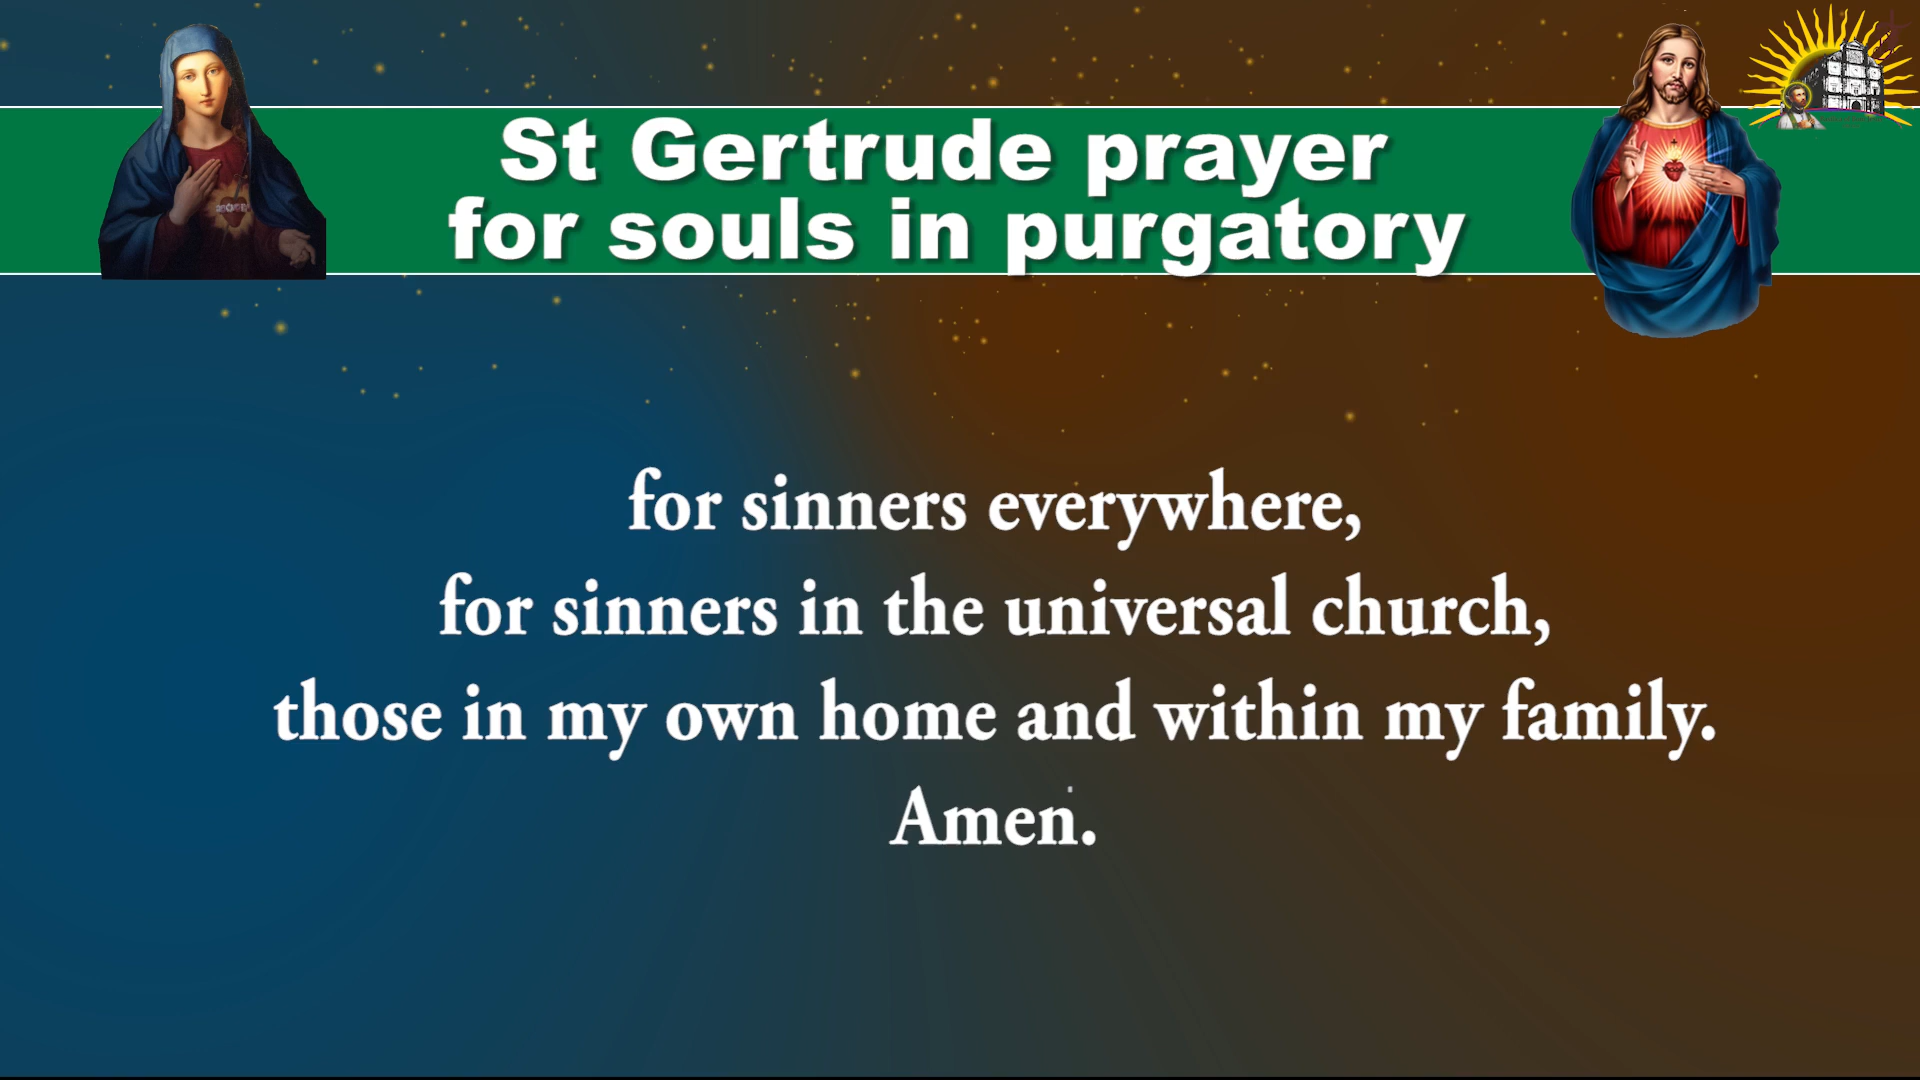 St Gertrude prayer
for souls in purgatory
for sinners everywhere,
for sinners in the universal church,
those in my own home and within my family.
Amen.